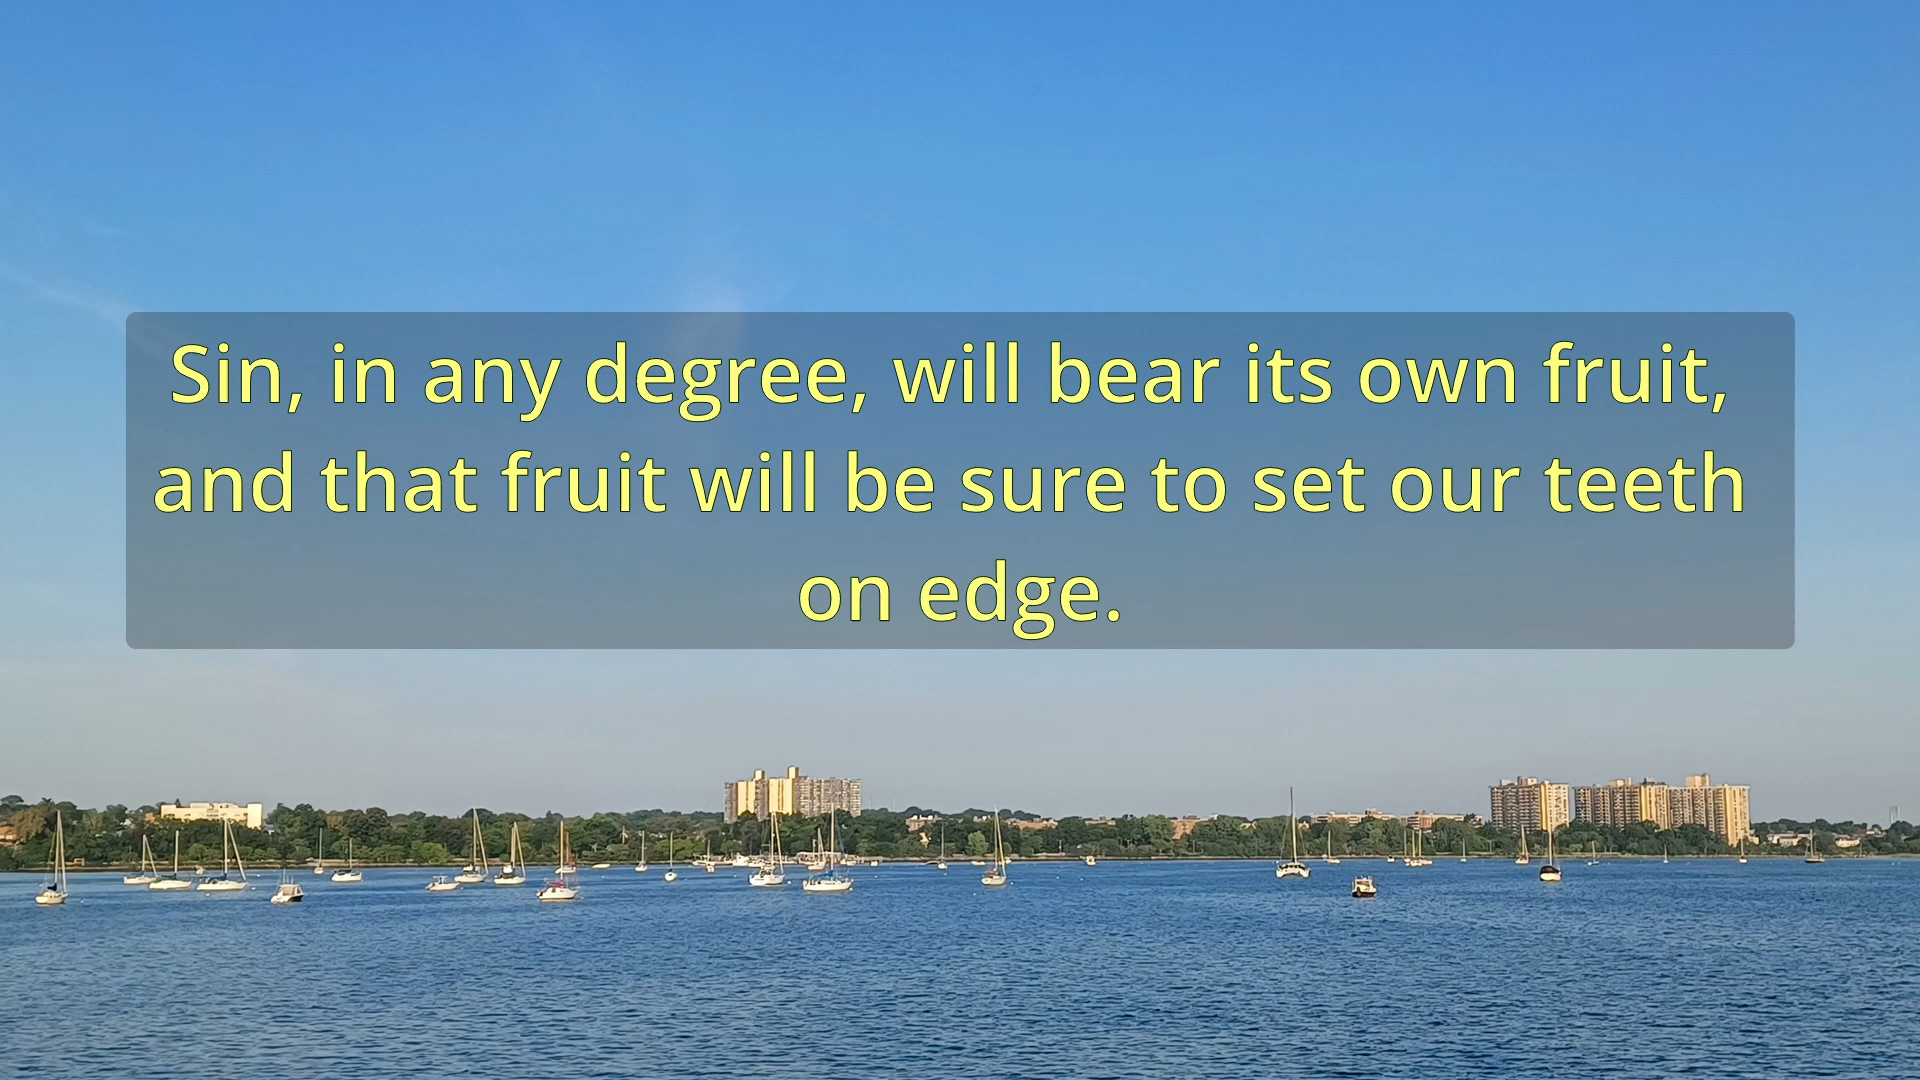 Sin, in any degree, will bear its own fruit,
and that fruit will be sure to set our teeth
on edge.